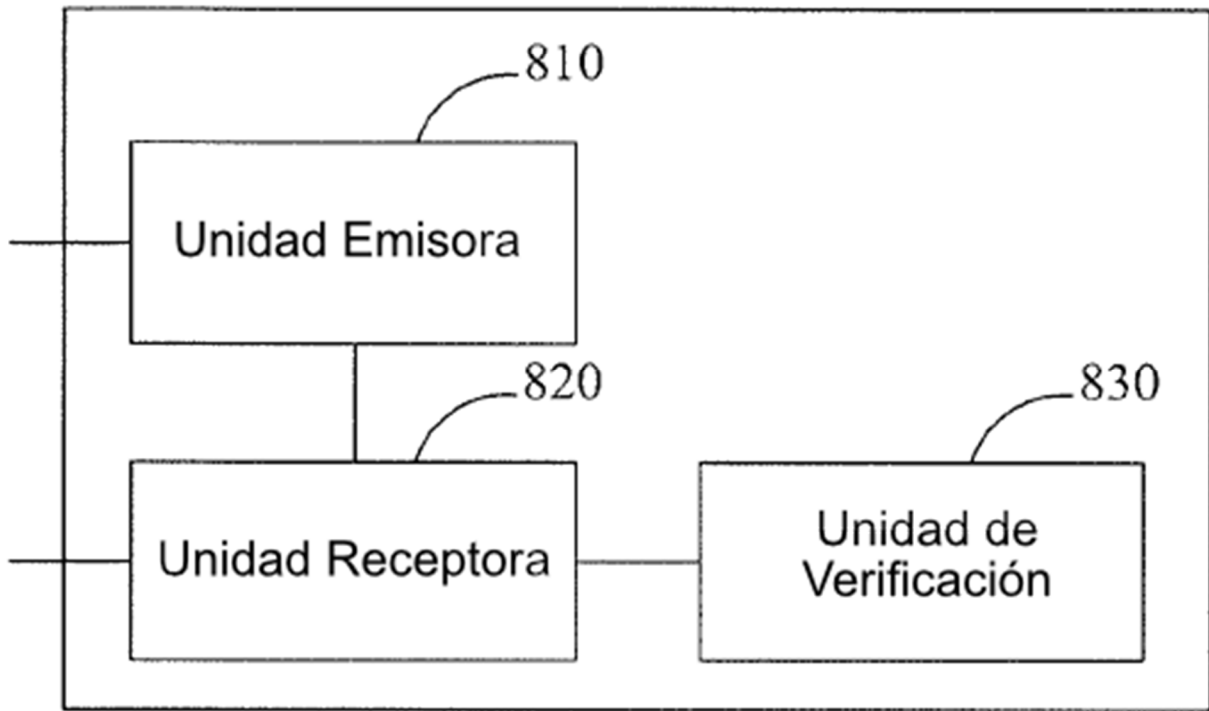 810
Unidad Emisora
820
830
Unidad Receptora
Unidad de
Verificación